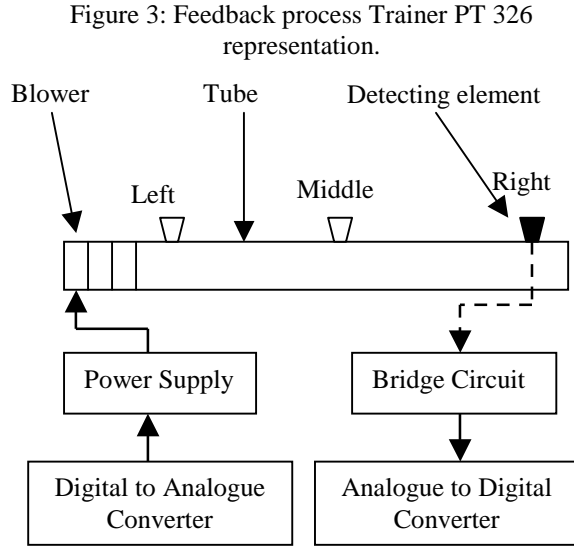 Figure 3: Feedback process Trainer PT 326
representation.
Blower
Tube
Detecting element
Left
Middle
Right
Power Supply
Bridge Circuit
Digital to Analogue
Converter
Analogue to Digital
Converter